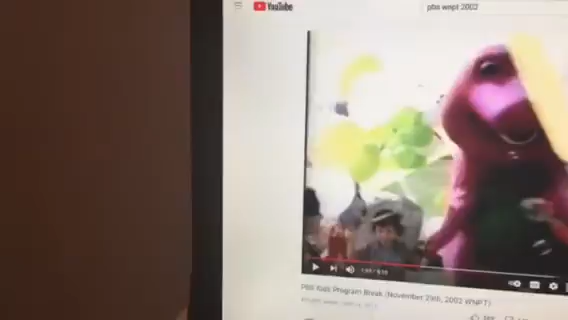 YouTube
pbs wnpt 2002
PBS Kids Program Break (November 29th, 2002 WNPT)